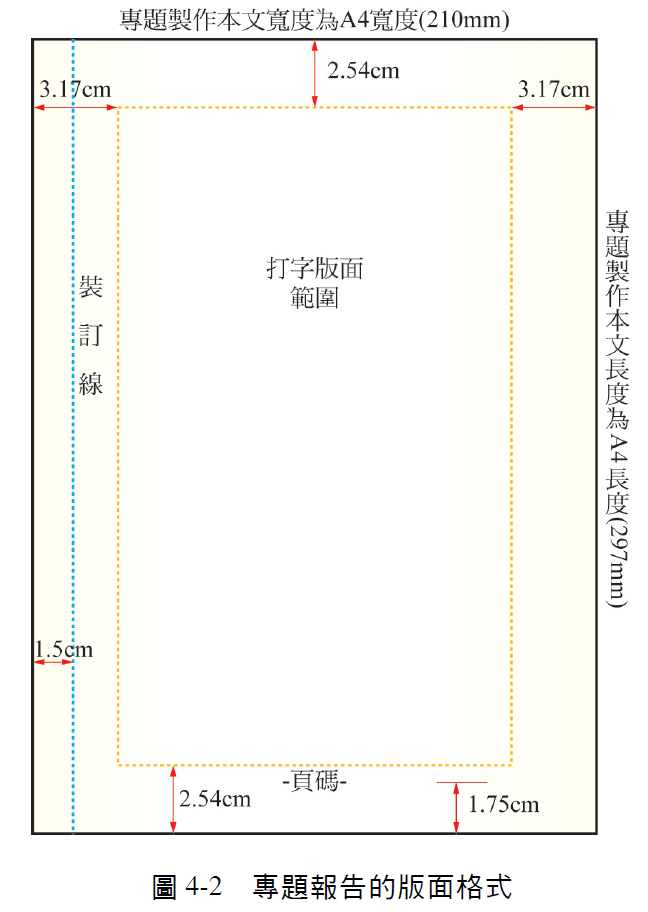 專題製作本文寬度為A4寬度(210mm)
2.54cm
3.17cm
3.17cm
打字版面
範圍
裝訂線
專題製作本文長度為A4長度(297mm)
1.5cm
-頁碼-
2.54cm
1.75cm
圖 4-2 專題報告的版面格式